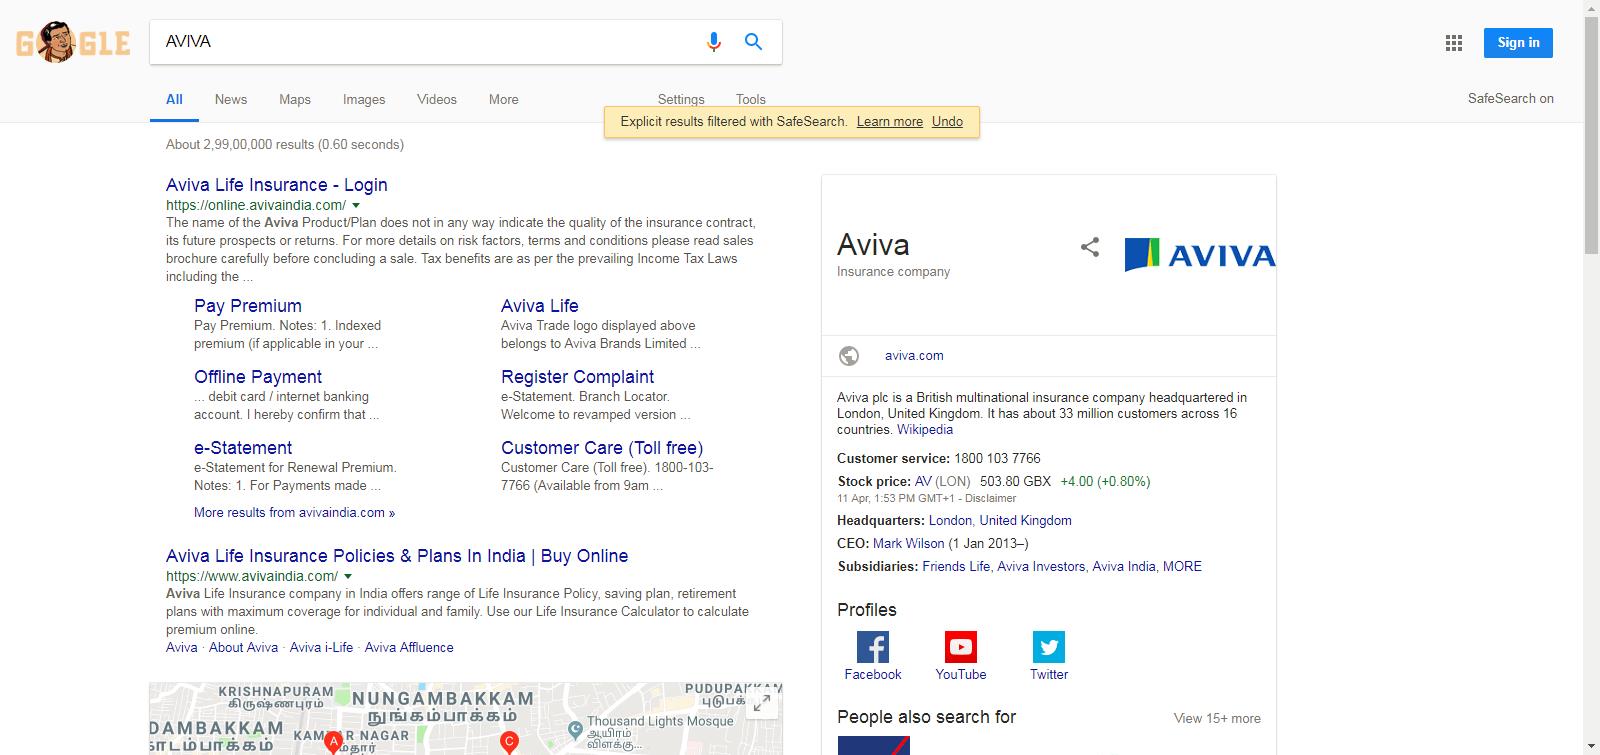 GOOGLE
AVIVA
Sign in
All News Maps Images Videos More Settings Tools
SafeSearch on
Explicit results filtered with SafeSearch. Learn more Undo
About 2,99,00,000 results (0.60 seconds)
Aviva Life Insurance - Login
https://online.avivaindia.com/
The name of the Aviva Product/Plan does not in any way indicate the quality of the insurance contract,
its future prospects or returns. For more details on risk factors, terms and conditions please read sales
brochure carefully before concluding a sale. Tax benefits are as per the prevailing Income Tax Laws
including the ...
Pay Premium
Pay Premium. Notes: 1. Indexed
premium (if applicable in your ...
Aviva Life
Aviva Trade logo displayed above
belongs to Aviva Brands Limited ...
Offline Payment
... debit card / internet banking
account. I hereby confirm that ...
Register Complaint
e-Statement. Branch Locator.
Welcome to revamped version ...
e-Statement
e-Statement for Renewal Premium.
Notes: 1. For Payments made ...
Customer Care (Toll free)
Customer Care (Toll free). 1800-103-
7766 (Available from 9am ...
More results from avivaindia.com »
Aviva Life Insurance Policies & Plans In India | Buy Online
https://www.avivaindia.com/
Aviva Life Insurance company in India offers range of Life Insurance Policy, saving plan, retirement
plans with maximum coverage for individual and family. Use our Life Insurance Calculator to calculate
premium online.
Aviva · About Aviva · Aviva i-Life · Aviva Affluence
KRISHNAPURAM
கிருஷ்ணபுரம்
NUNGAMBAKKAM
நுங்கம்பாக்கம்
PUDUPAKKAM
Thousand Lights Mosque
ஆயிரம்
விளக்கு...
A
C
Aviva
Insurance company
AVIVA
aviva.com
Aviva plc is a British multinational insurance company headquartered in
London, United Kingdom. It has about 33 million customers across 16
countries. Wikipedia
Customer service: 1800 103 7766
Stock price: AV (LON) 503.80 GBX +4.00 (+0.80%)
11 Apr, 1:53 PM GMT+1 - Disclaimer
Headquarters: London, United Kingdom
CEO: Mark Wilson (1 Jan 2013–)
Subsidiaries: Friends Life, Aviva Investors, Aviva India, MORE
Profiles
Facebook YouTube Twitter
People also search for View 15+ more